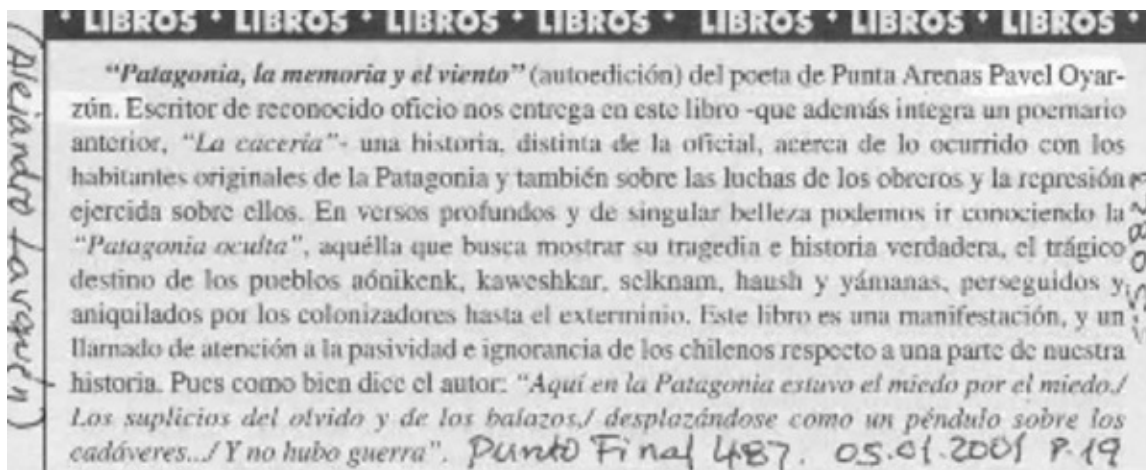 * LIBROS * LIBROS * LIBROS * LIBROS * LIBROS * LIBROS * LIBROS *
"Patagonia, la memoria y el viento" (autoedición) del poeta de Punta Arenas Pavel Oyar-
zún. Escritor de reconocido oficio nos entrega en este libro -que además integra un poemario
anterior, "La cacería"- una historia, distinta de la oficial, acerca de lo ocurrido con los
habitantes originales de la Patagonia y también sobre las luchas de los obreros y la represión
ejercida sobre ellos. En versos profundos y de singular belleza podemos ir conociendo la
"Patagonia oculta", aquélla que busca mostrar su tragedia e historia verdadera, el trágico
destino de los pueblos aónikenk, kaweshkar, selknam, haush y yámanas, perseguidos y
aniquilados por los colonizadores hasta el exterminio. Este libro es una manifestación, y un
llamado de atención a la pasividad e ignorancia de los chilenos respecto a una parte de nuestra
historia. Pues como bien dice el autor: "Aquí en la Patagonia estuvo el miedo por el miedo./
Los suplicios del olvido y de los balazos./ desplazándose como un péndulo sobre los
cadáveres.../ Y no hubo guerra". Punto Final 487. 05.01.2001 P.19
(Alejandro Lavquén)